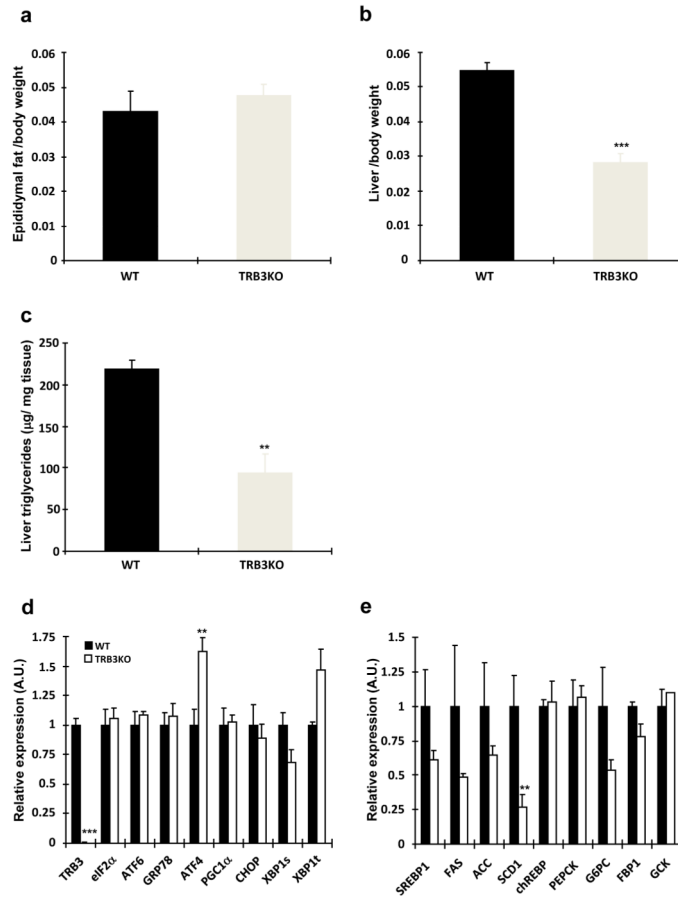 a
Epididymal fat /body weight
0.06
0.05
0.04
0.03
0.02
0.01
0
WT
TRB3KO
b
Liver /body weight
0.06
0.05
0.04
0.03
0.02
0.01
0
***
WT
TRB3KO
c
Liver triglycerides (µg/ mg tissue)
250
200
150
100
50
0
**
WT
TRB3KO
d
Relative expression (A.U.)
1.75
1.5
1.25
1
0.75
0.5
0.25
0
WT
TRB3KO
**
***
TRB3
eIF2α
ATF6
GRP78
ATF4
PGC1α
CHOP
XBP1s
XBP1t
e
Relative expression (A.U.)
1.5
1.25
1
0.75
0.5
0.25
0
**
SREBP1
FAS
ACC
SCD1
chREBP
PEPCK
G6PC
FBP1
GCK